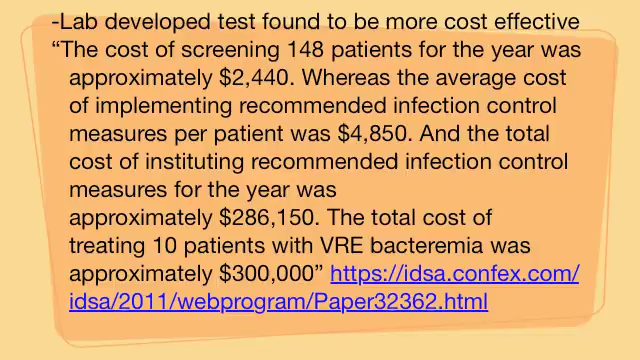 -Lab developed test found to be more cost effective
“The cost of screening 148 patients for the year was
approximately $2,440. Whereas the average cost
of implementing recommended infection control
measures per patient was $4,850. And the total
cost of instituting recommended infection control
measures for the year was
approximately $286,150. The total cost of
treating 10 patients with VRE bacteremia was
approximately $300,000” https://idsa.confex.com/
idsa/2011/webprogram/Paper32362.html